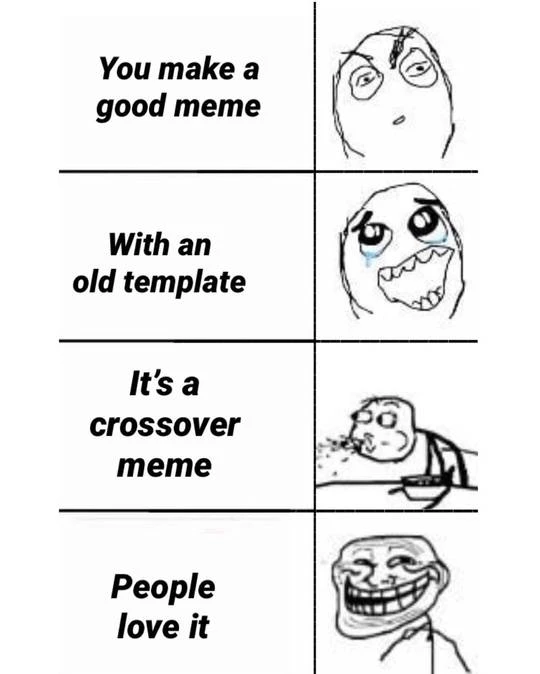 You make a
good meme
With an
old template
It's a
crossover
meme
People
love it